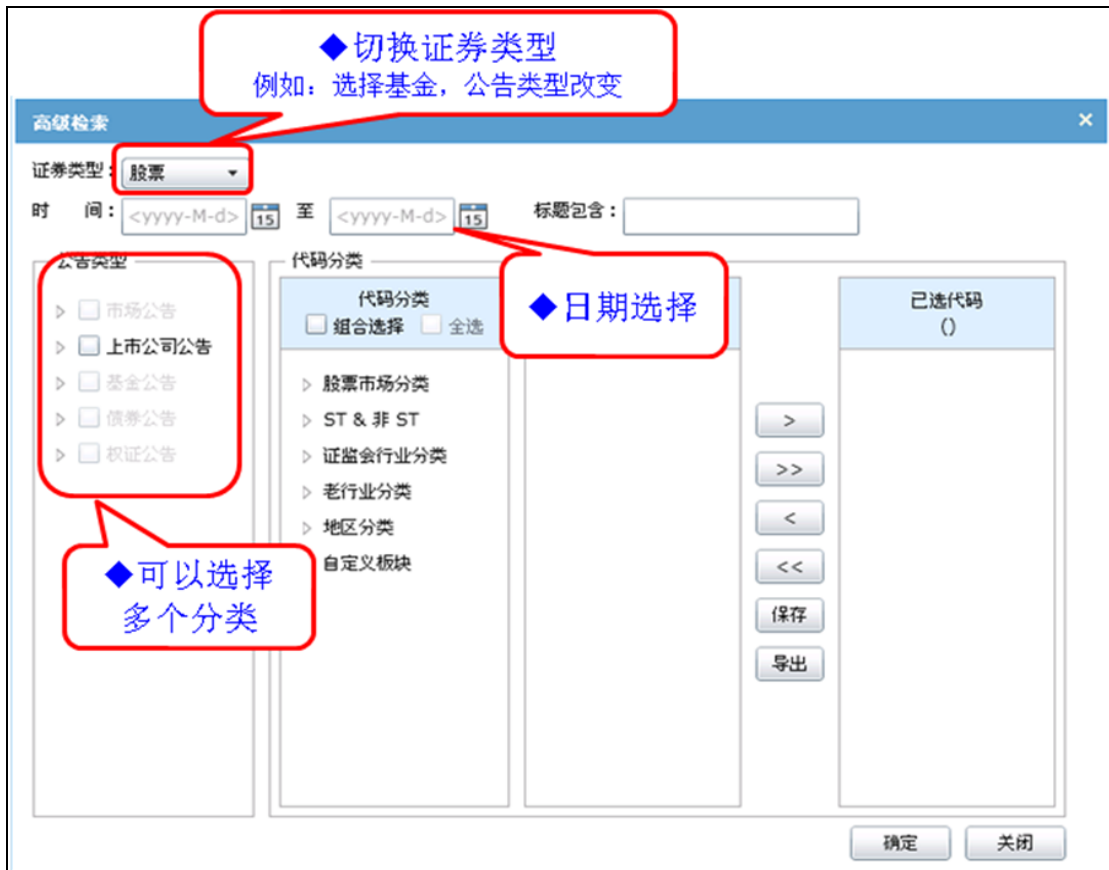 ◆切换证券类型
例如：选择基金，公告类型改变
高级检索
证券类型：股票
时 间：<yyyy-M-d> 15 至 <yyyy-M-d> 15 标题包含：
公告类型
市场公告
上市公司公告
基金公告
债券公告
权证公告
◆可以选择
多个分类
代码分类
代码分类
组合选择 全选
股票市场分类
ST & 非 ST
证监会行业分类
老行业分类
地区分类
自定义板块
◆日期选择
>
>>
<
<<
保存
导出
已选代码
()
确定 关闭